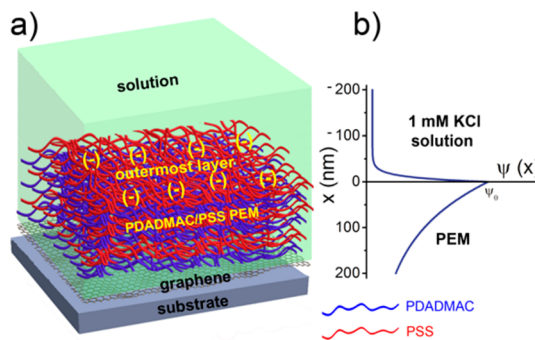 a)
solution
(-) (-) (-) (-)
outermost layer
(-) (-) (-) (-)
PDADMAC/PSS PEM
graphene
substrate
b)
- 200
- 100
0
100
200
x (nm)
1 mM KCl
solution
ψ (x)
ψ₀
PEM
PDADMAC
PSS